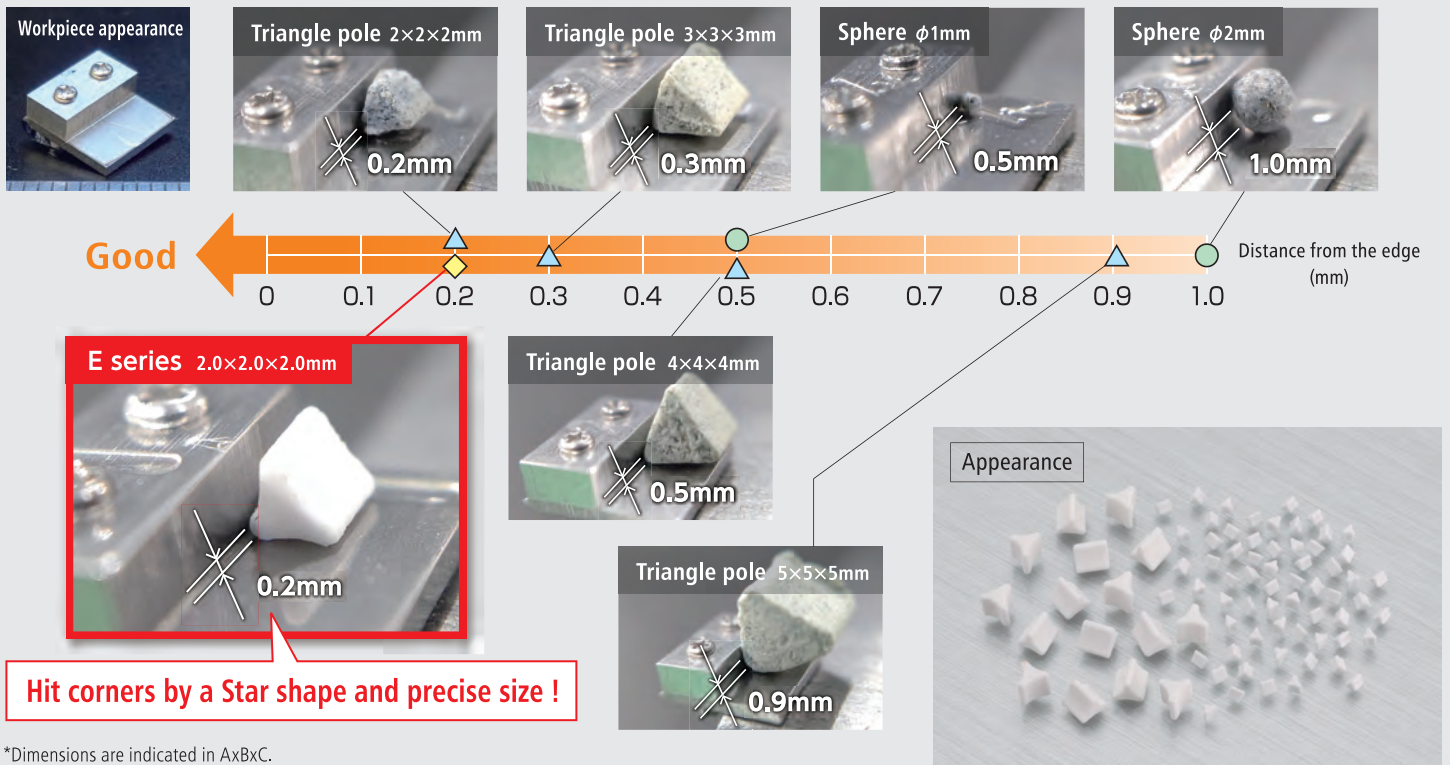 Workpiece appearance
Triangle pole 2×2×2mm
0.2mm
Triangle pole 3×3×3mm
0.3mm
Sphere ϕ1mm
0.5mm
Sphere ϕ2mm
1.0mm
Good
0 0.1 0.2 0.3 0.4 0.5 0.6 0.7 0.8 0.9 1.0
Distance from the edge
(mm)
E series 2.0×2.0×2.0mm
0.2mm
Triangle pole 4×4×4mm
0.5mm
Triangle pole 5×5×5mm
0.9mm
Appearance
Hit corners by a Star shape and precise size !
*Dimensions are indicated in AxBxC.